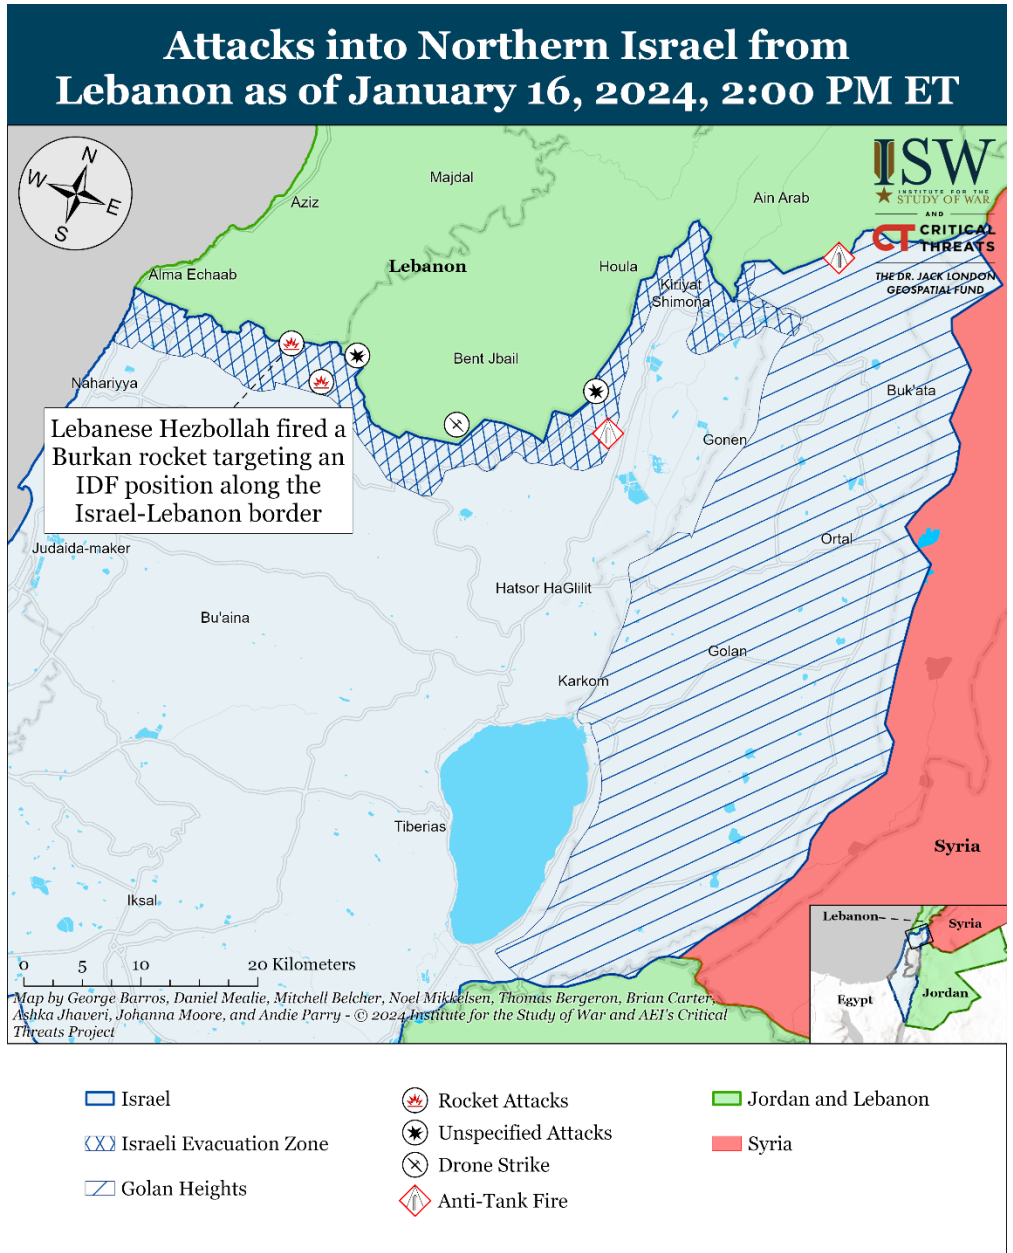 Attacks into Northern Israel from
Lebanon as of January 16, 2024, 2:00 PM ET
N
W
E
S
Majdal
Aziz
Ain Arab
ISW
INSTITUTE FOR THE
STUDY OF WAR
AND
CT CRITICAL
THREATS
THE DR. JACK LONDON
GEOSPATIAL FUND
Alma Echaab
Lebanon
Houla
Kiriyat
Shimona
Bent Jbail
Nahariyya
Buk'ata
Lebanese Hezbollah fired a
Burkan rocket targeting an
IDF position along the
Israel-Lebanon border
Gonen
Judaida-maker
Ortal
Hatsor HaGlilit
Bu'aina
Golan
Karkom
Tiberias
Syria
Iksal
Lebanon
Syria
Egypt
Jordan
0 5 10 20 Kilometers
Map by George Barros, Daniel Mealie, Mitchell Belcher, Noel Mikkelsen, Thomas Bergeron, Brian Carter,
Ashka Jhaveri, Johanna Moore, and Andie Parry - © 2024 Institute for the Study of War and AEI's Critical
Threats Project
Israel
Israeli Evacuation Zone
Golan Heights
Rocket Attacks
Unspecified Attacks
Drone Strike
Anti-Tank Fire
Jordan and Lebanon
Syria